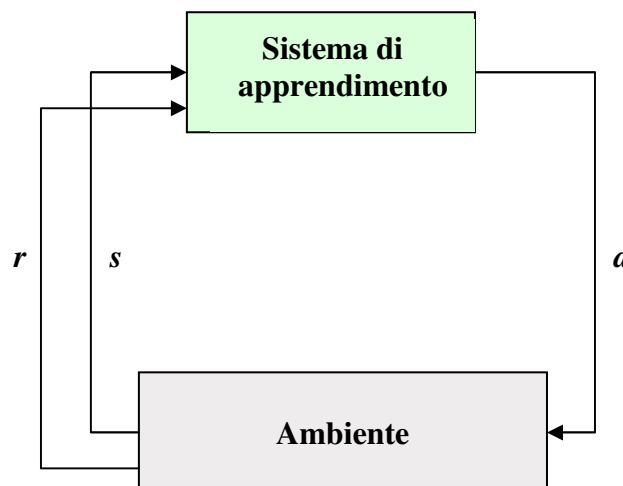 Sistema di
apprendimento
r
s
a
Ambiente